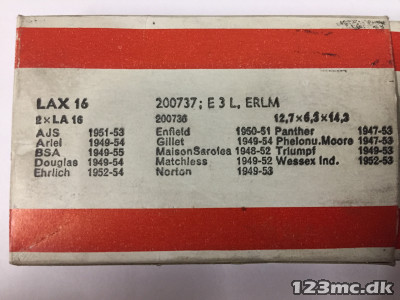 LAX 16 200737; E 3 L, ERLM
2×LA 16 200736 12,7×6,3×14,3
AJS 1951-53 Enfield 1950-51 Panther 1947-53
Ariel 1949-54 Gillet 1949-54 Phelonu.Moore 1947-53
BSA 1949-55 MaisonSarolea 1948-52 Triumpf 1949-53
Douglas 1949-54 Matchless 1949-52 Wessex Ind. 1952-53
Ehrlich 1952-54 Norton 1949-53
123mc.dk